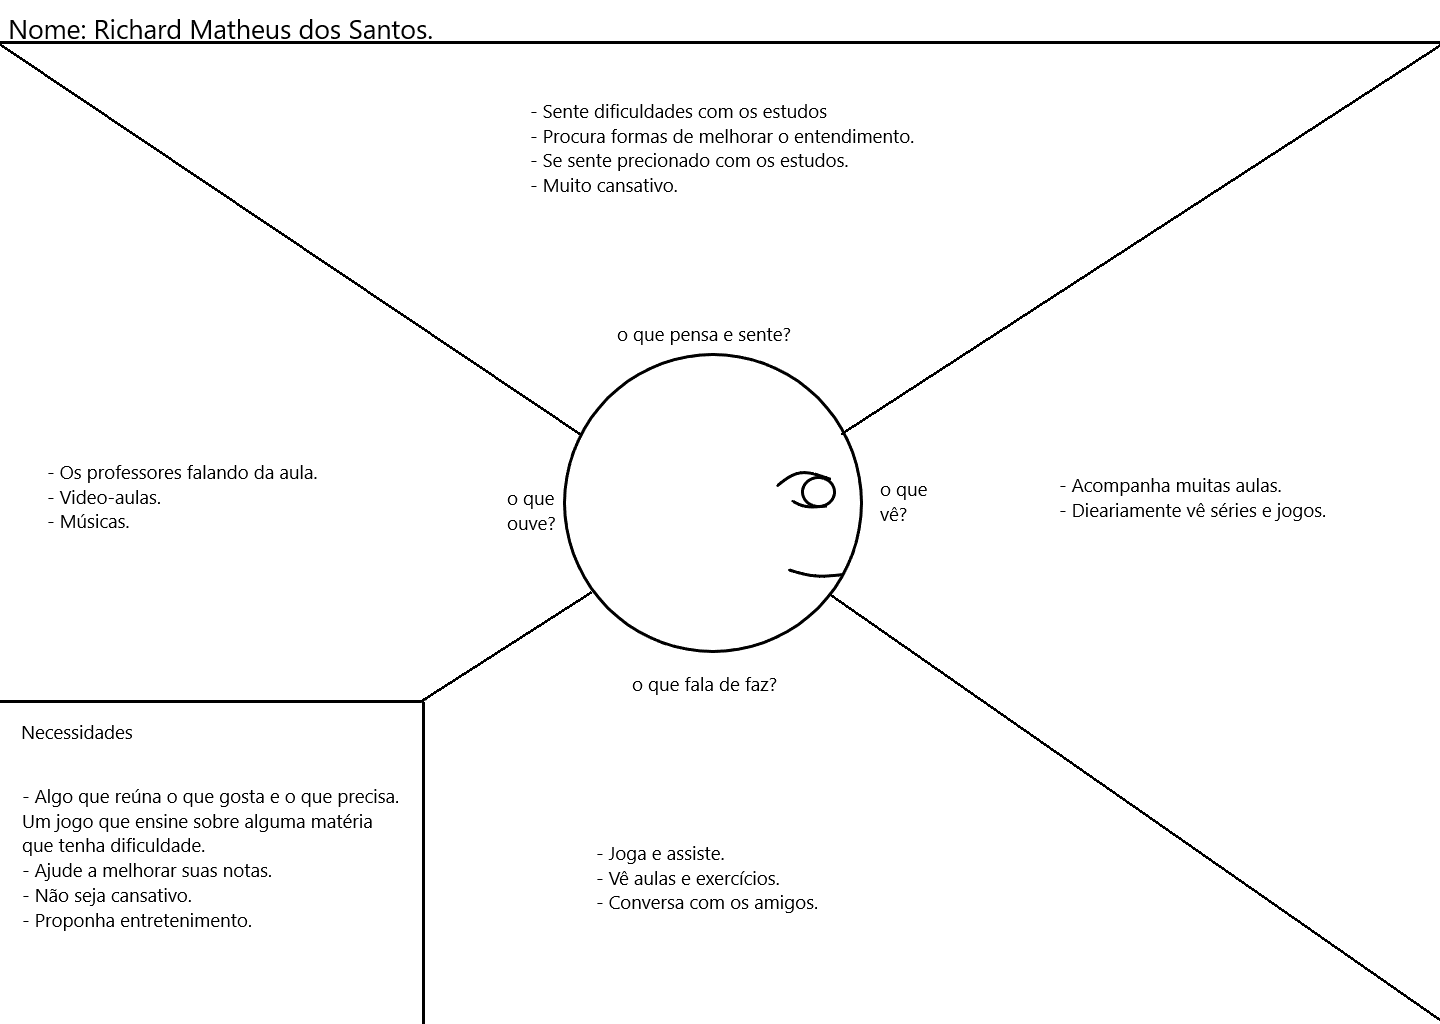 Nome: Richard Matheus dos Santos.
- Sente dificuldades com os estudos
- Procura formas de melhorar o entendimento.
- Se sente precionado com os estudos.
- Muito cansativo.
o que pensa e sente?
- Os professores falando da aula.
- Video-aulas.
- Músicas.
o que
ouve?
o que
vê?
- Acompanha muitas aulas.
- Dieariamente vê séries e jogos.
o que fala de faz?
- Joga e assiste.
- Vê aulas e exercícios.
- Conversa com os amigos.
Necessidades
- Algo que reúna o que gosta e o que precisa.
Um jogo que ensine sobre alguma matéria
que tenha dificuldade.
- Ajude a melhorar suas notas.
- Não seja cansativo.
- Proponha entretenimento.